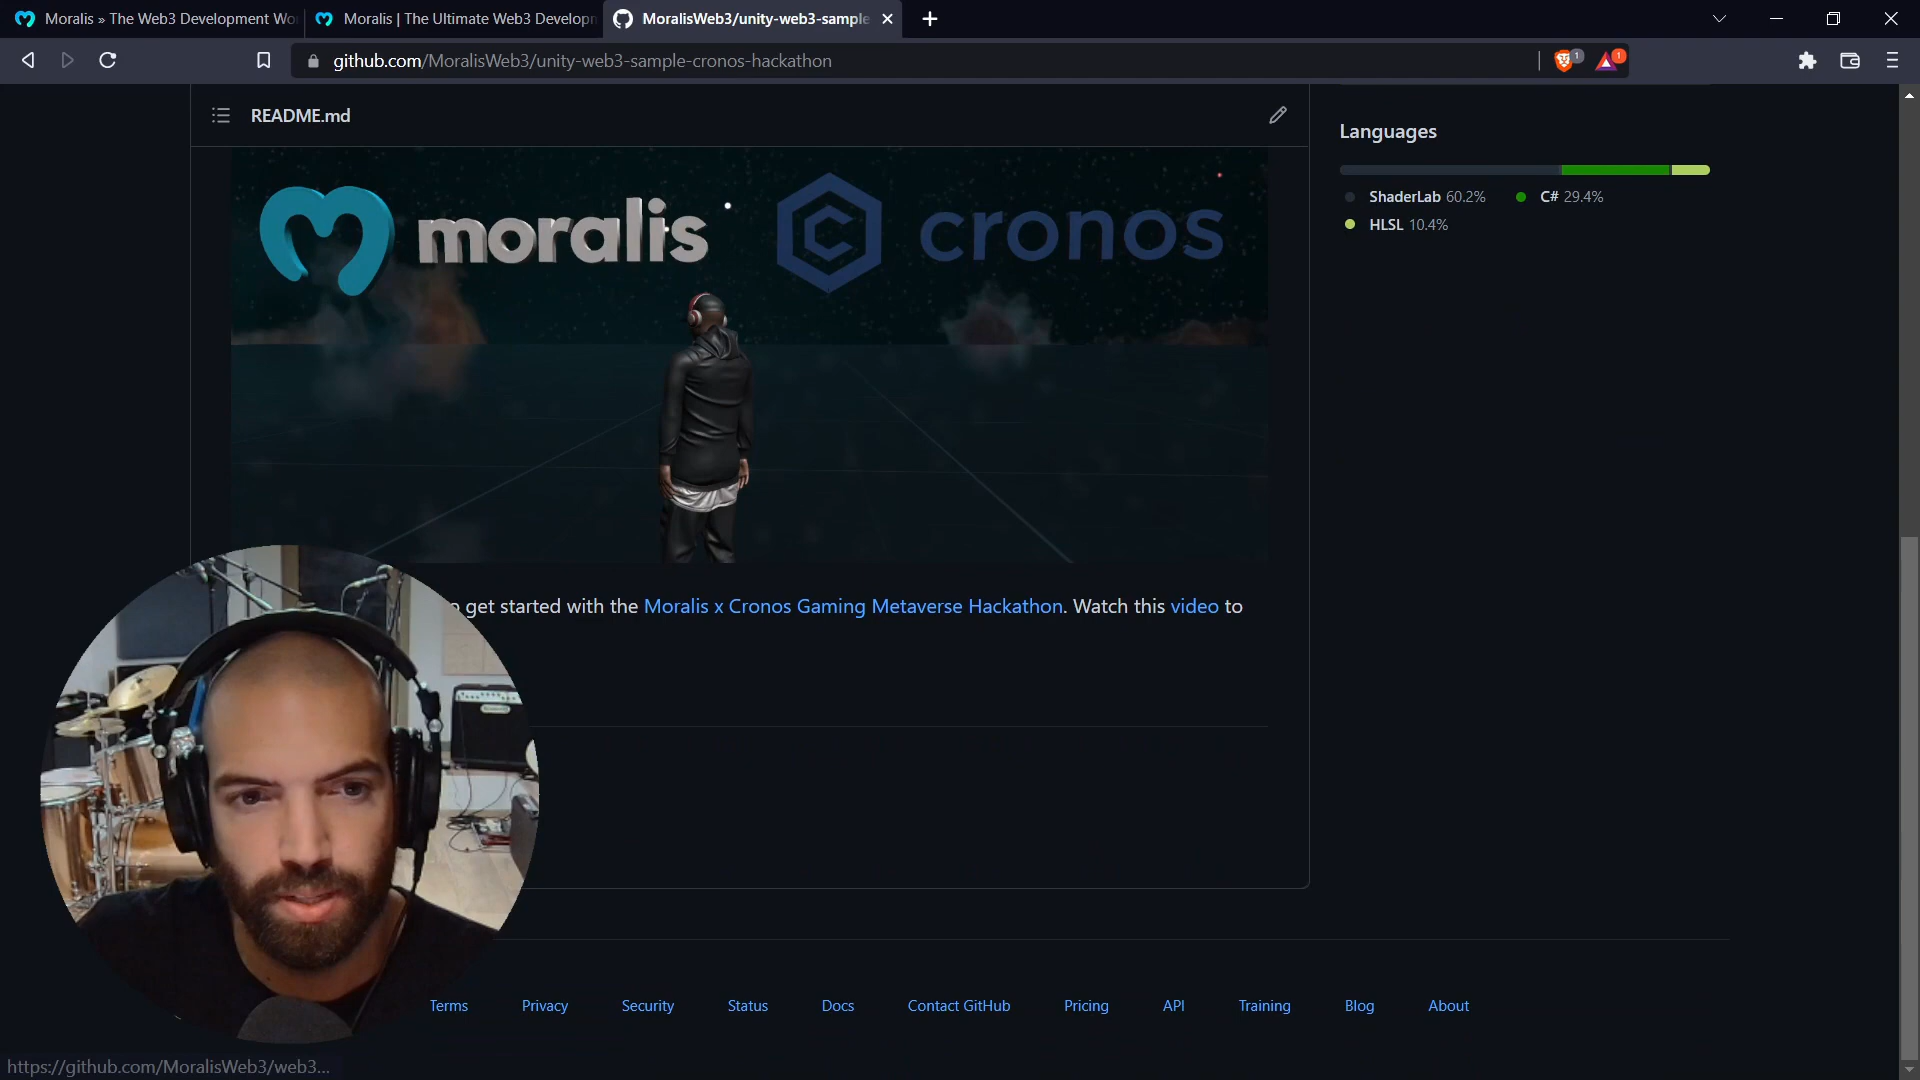 Moralis » The Web3 Development Wo
Moralis | The Ultimate Web3 Developm
MoralisWeb3/unity-web3-sample
github.com/MoralisWeb3/unity-web3-sample-cronos-hackathon
1
1
README.md
moralis
cronos
get started with the Moralis x Cronos Gaming Metaverse Hackathon. Watch this video to
Languages
ShaderLab 60.2% C# 29.4%
HLSL 10.4%
Terms Privacy Security Status Docs Contact GitHub Pricing API Training Blog About
https://github.com/MoralisWeb3/web3...